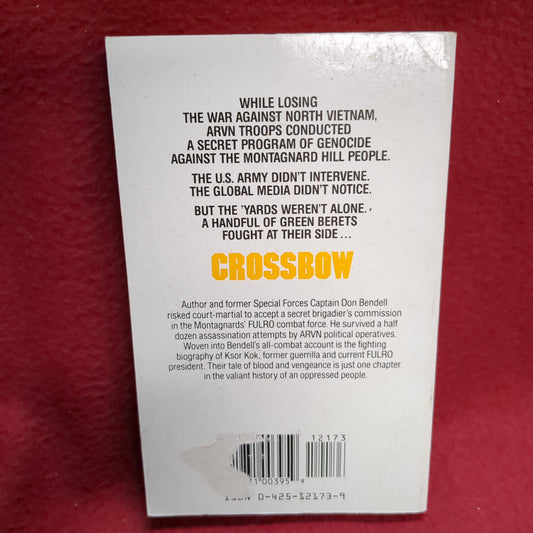 WHILE LOSING
THE WAR AGAINST NORTH VIETNAM,
ARVN TROOPS CONDUCTED
A SECRET PROGRAM OF GENOCIDE
AGAINST THE MONTAGNARD HILL PEOPLE.
THE U.S. ARMY DIDN'T INTERVENE.
THE GLOBAL MEDIA DIDN'T NOTICE.
BUT THE 'YARDS WEREN'T ALONE.
A HANDFUL OF GREEN BERETS
FOUGHT AT THEIR SIDE...
CROSSBOW
Author and former Special Forces Captain Don Bendell
risked court-martial to accept a secret brigadier's commission
in the Montagnards' FULRO combat force. He survived a half
dozen assassination attempts by ARVN political operatives.
Woven into Bendell's all-combat account is the fighting
biography of Ksor Kok, former guerrilla and current FULRO
president. Their tale of blood and vengeance is just one chapter
in the valiant history of an oppressed people.
12173
00395 9
ISBN 0-425-12173-9